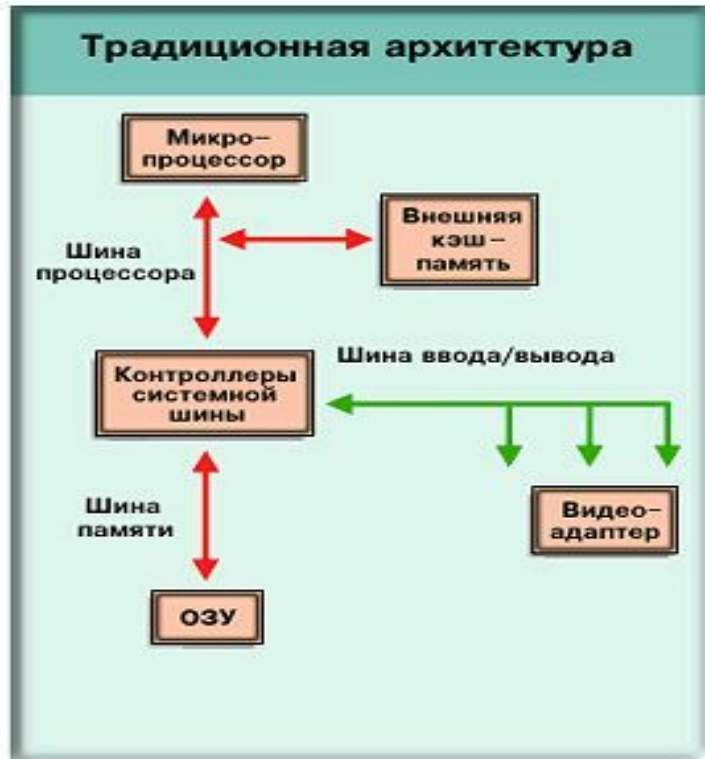 Традиционная архитектура
Микро–
процессор
Внешняя
кэш–
память
Шина
процессора
Шина ввода/вывода
Контроллеры
системной
шины
Шина
памяти
Видео–
адаптер
ОЗУ